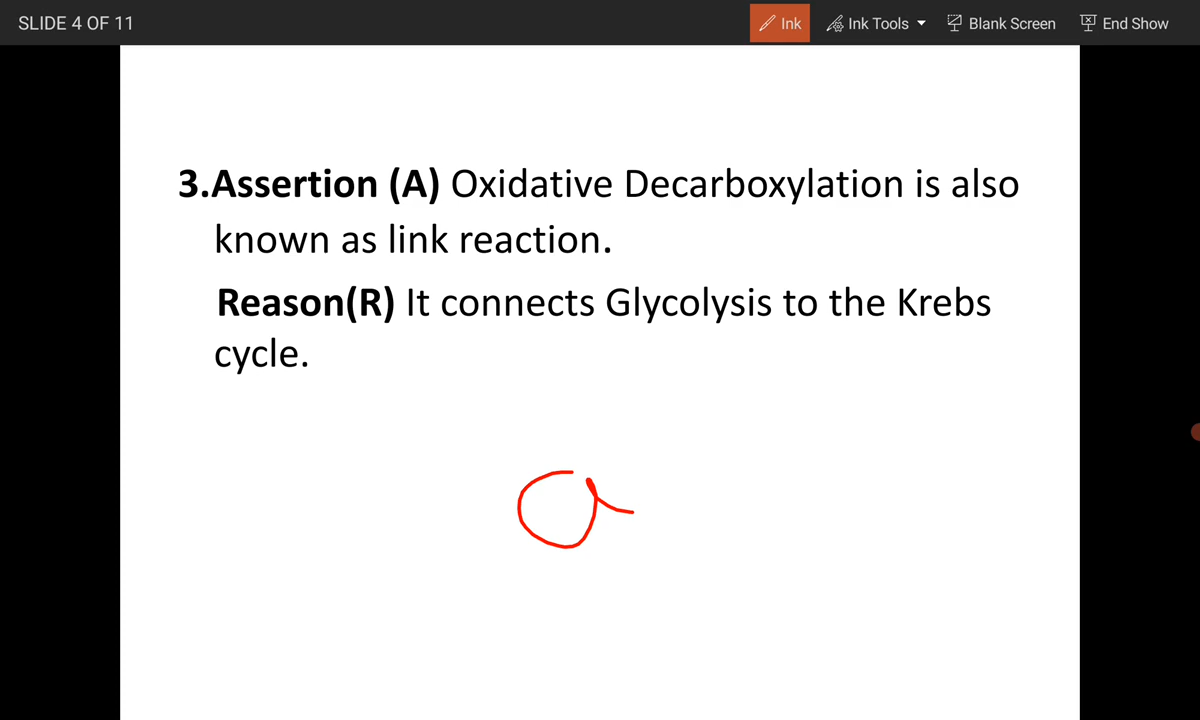 SLIDE 4 OF 11
Ink
Ink Tools
Blank Screen
End Show
3.Assertion (A) Oxidative Decarboxylation is also
known as link reaction.
Reason(R) It connects Glycolysis to the Krebs
cycle.
a